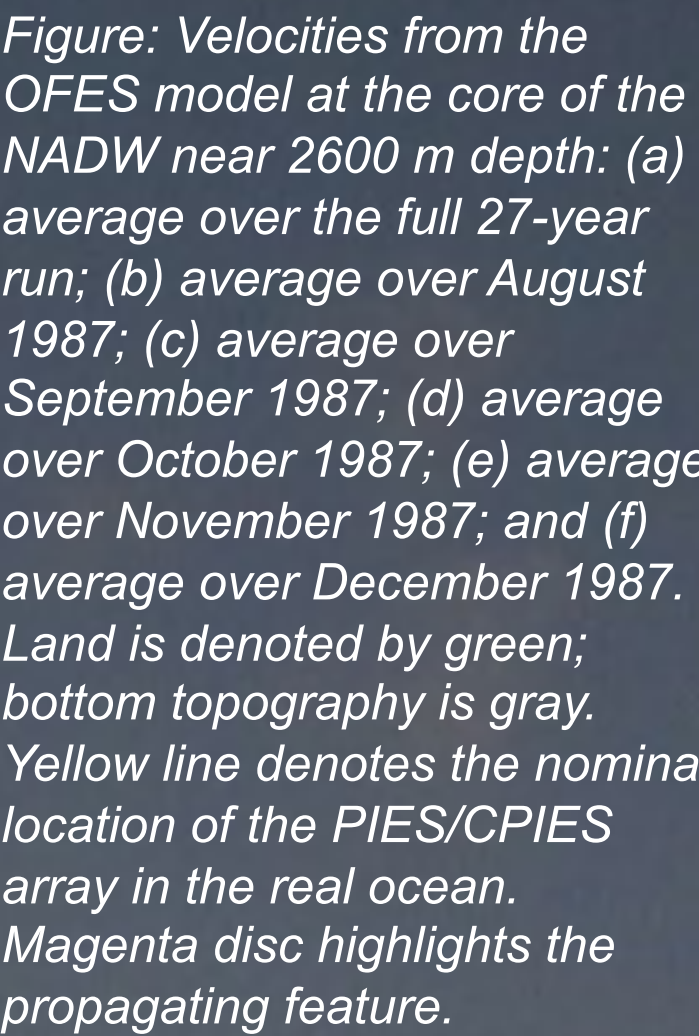 Figure: Velocities from the
OFES model at the core of the
NADW near 2600 m depth: (a)
average over the full 27-year
run; (b) average over August
1987; (c) average over
September 1987; (d) average
over October 1987; (e) average
over November 1987; and (f)
average over December 1987.
Land is denoted by green;
bottom topography is gray.
Yellow line denotes the nomina
location of the PIES/CPIES
array in the real ocean.
Magenta disc highlights the
propagating feature.